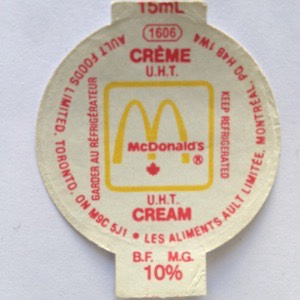 15mL
1606
CRÈME
U.H.T.
AULT FOODS LIMITED, TORONTO, ON M9C 5J1 • LES ALIMENTS AULT LIMITÉE, MONTRÉAL PQ H4B 1W4
GARDER AU RÉFRIGÉRATEUR
KEEP REFRIGERATED
McDonald's ®
U.H.T.
CREAM
B.F. M.G.
10%